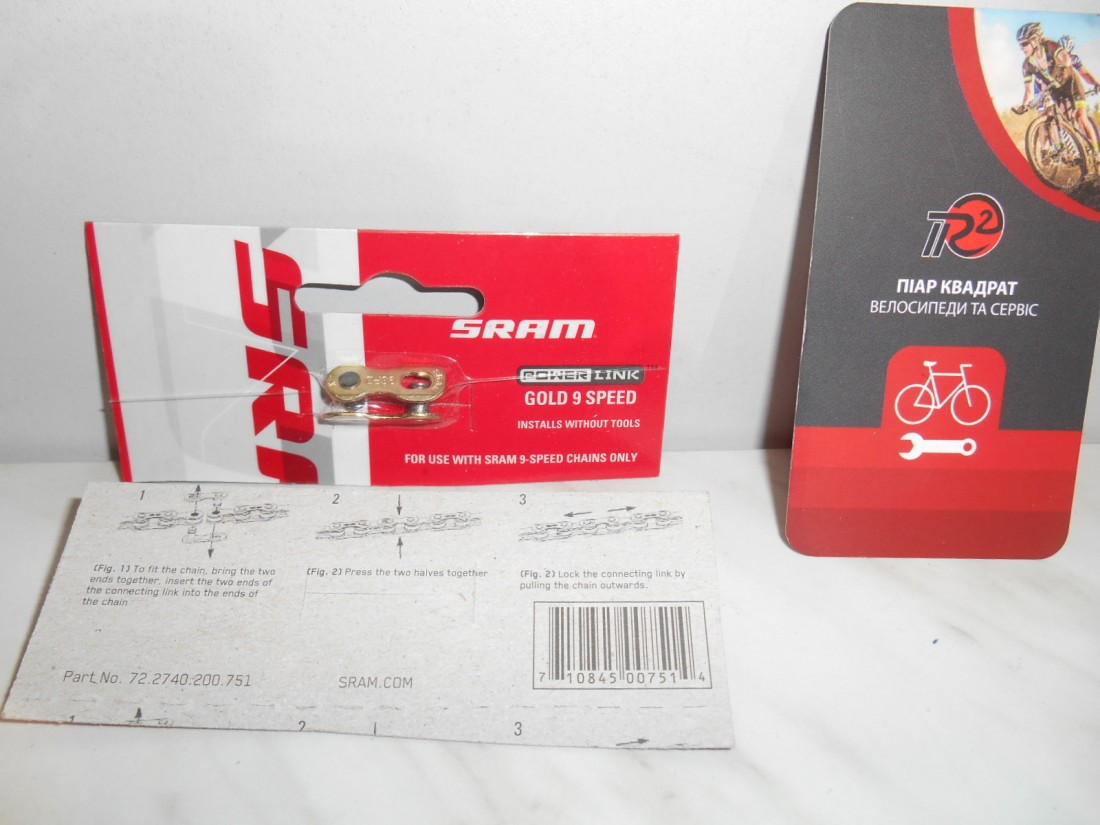 SRAM
SRAM
POWER LINK™
GOLD 9 SPEED
INSTALLS WITHOUT TOOLS
FOR USE WITH SRAM 9-SPEED CHAINS ONLY
1
2
3
(Fig. 1) To fit the chain, bring the two
ends together, insert the two ends of
the connecting link into the ends of
the chain
(Fig. 2) Press the two halves together
(Fig. 2) Lock the connecting link by
pulling the chain outwards.
Part No. 72.2740.200.751
SRAM.COM
7 10845 00751 4
1
2
3
R2
ПІАР КВАДРАТ
ВЕЛОСИПЕДИ ТА СЕРВІС